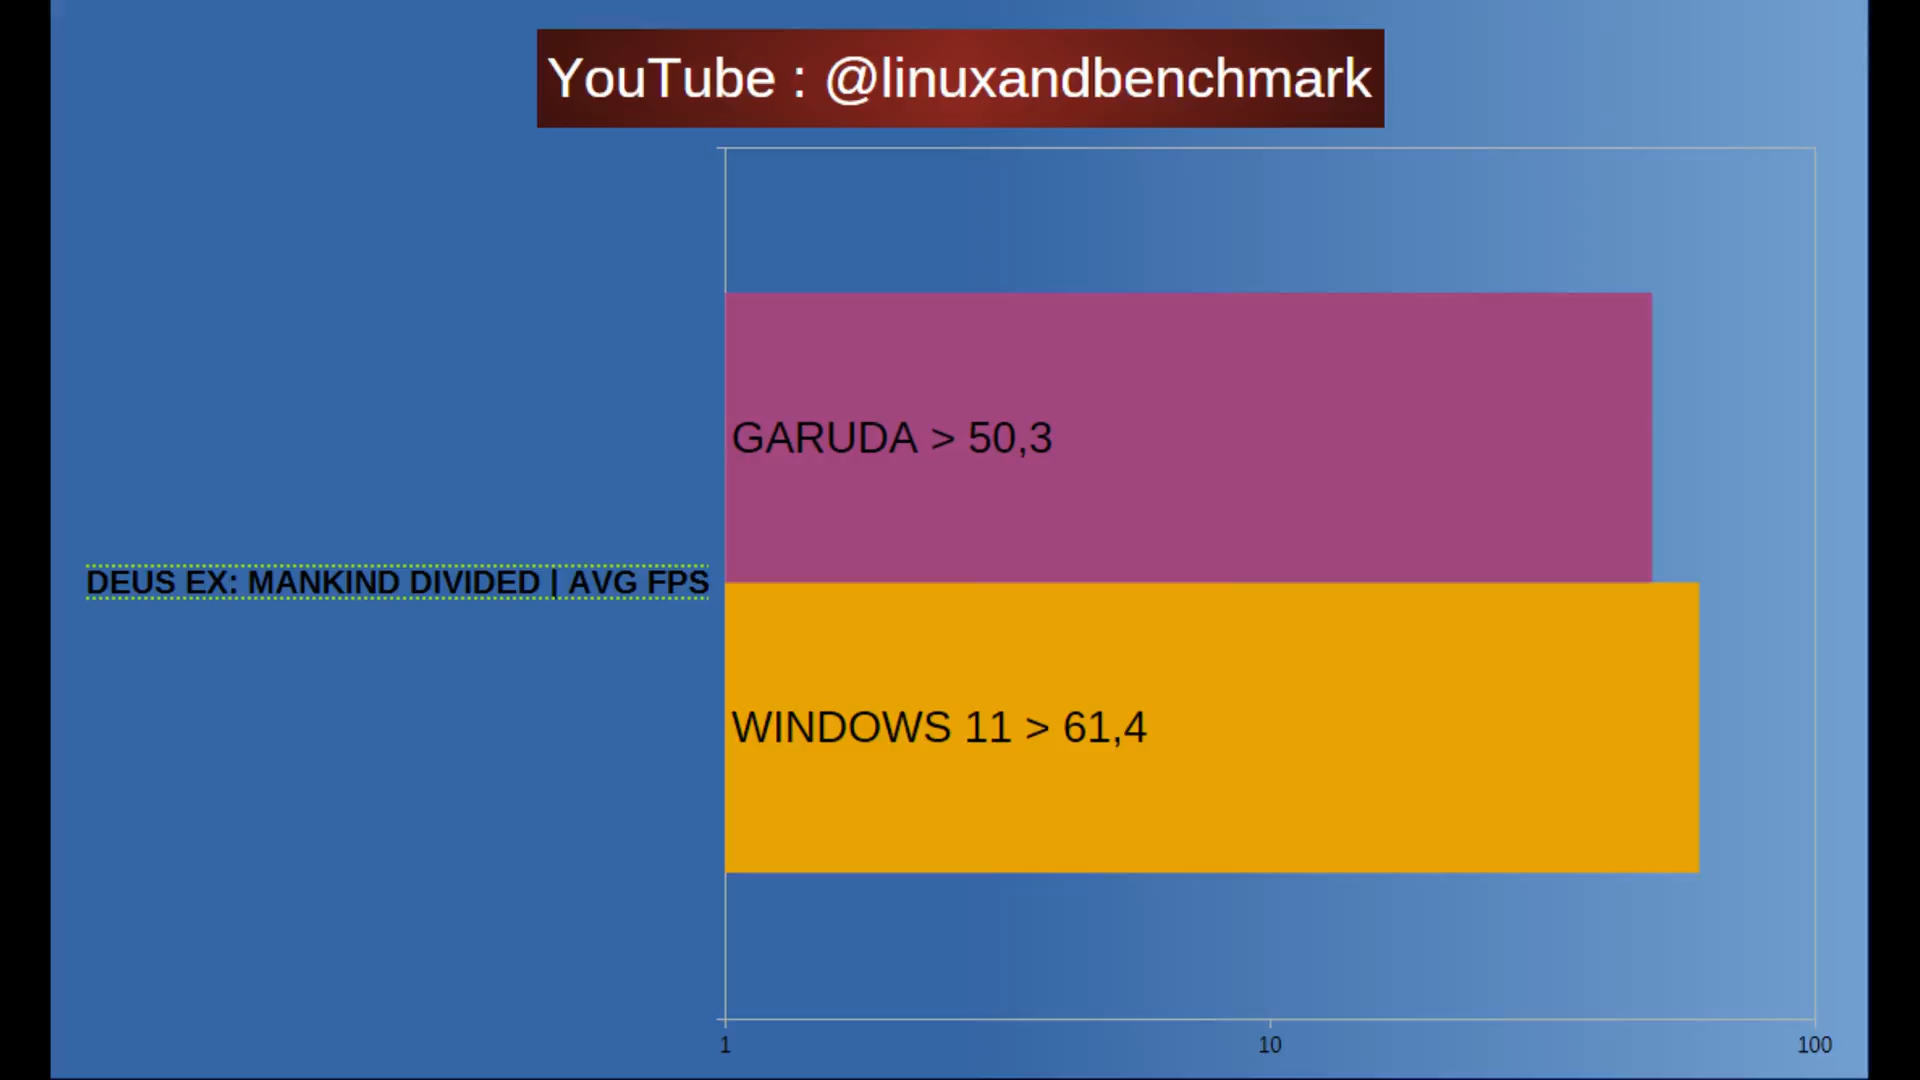 YouTube : @linuxandbenchmark
GARUDA > 50,3
DEUS EX: MANKIND DIVIDED | AVG FPS
WINDOWS 11 > 61,4
1 10 100